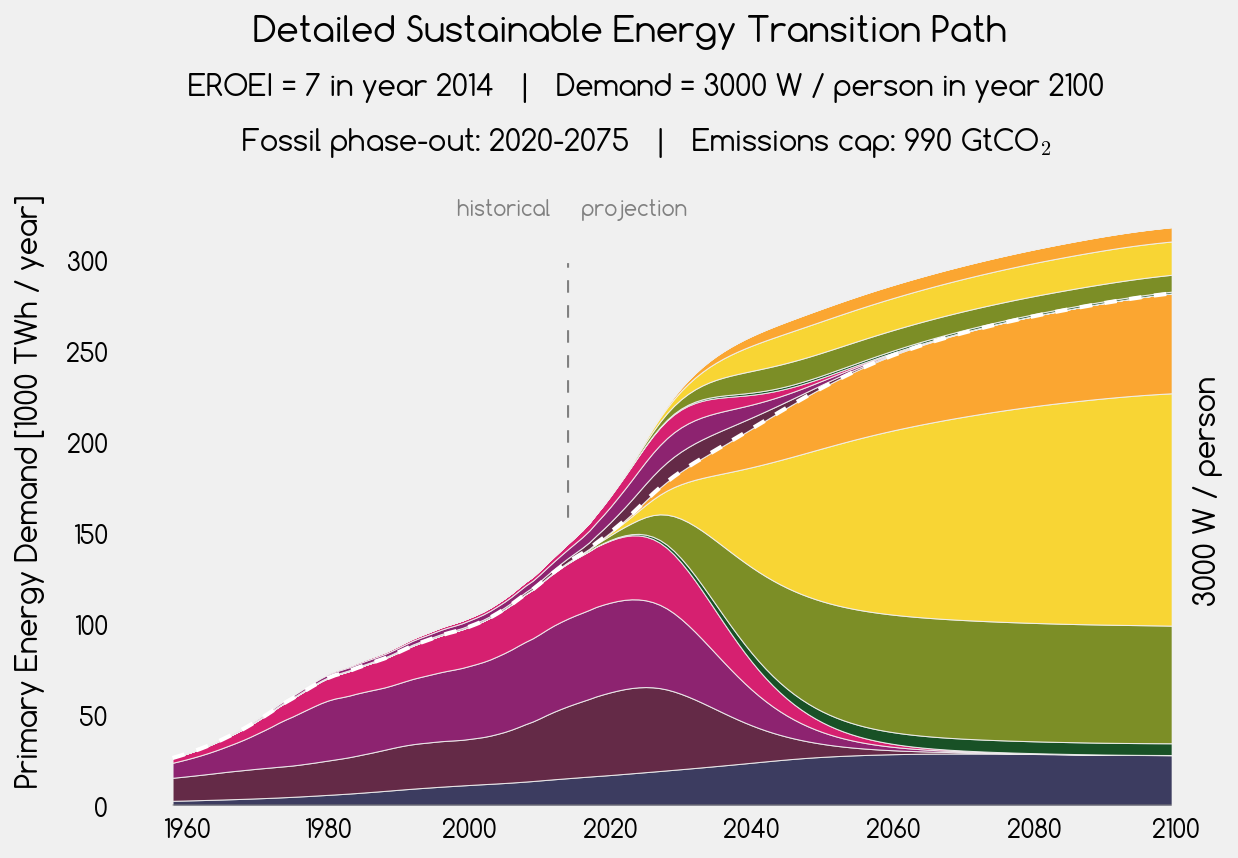 Detailed Sustainable Energy Transition Path
EROEI = 7 in year 2014 | Demand = 3000 W / person in year 2100
Fossil phase-out: 2020-2075 | Emissions cap: 990 GtCO₂
historical projection
Primary Energy Demand [1000 TWh / year]
300
250
200
150
100
50
0
3000 W / person
1960 1980 2000 2020 2040 2060 2080 2100